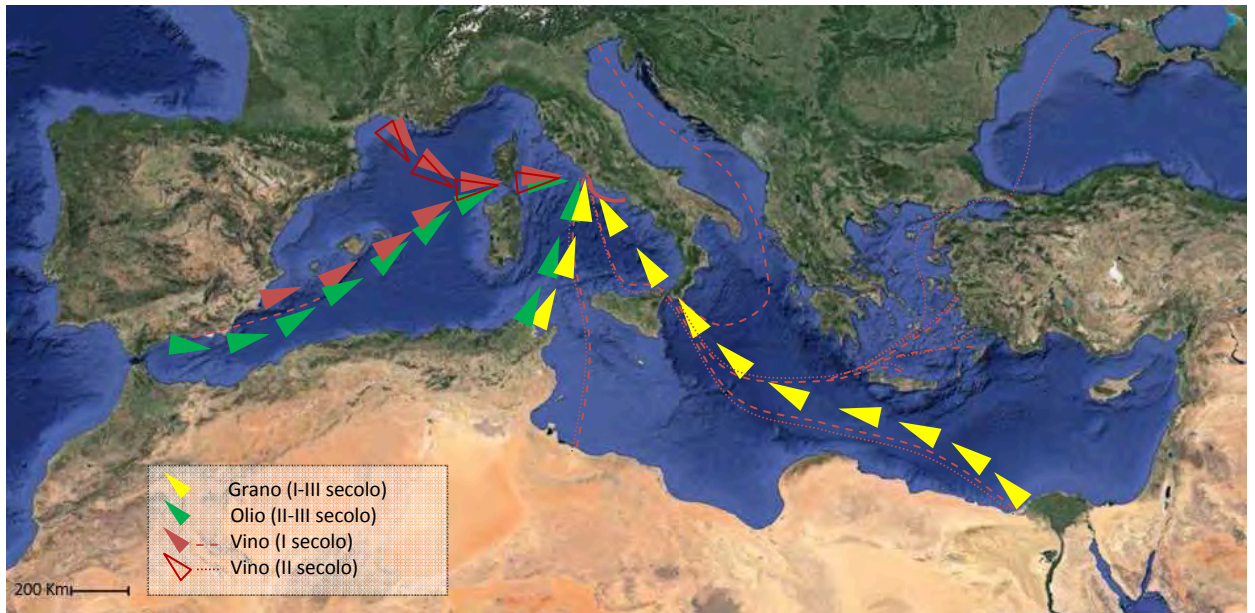 Grano (I-III secolo)
Olio (II-III secolo)
Vino (I secolo)
Vino (II secolo)
200 Km